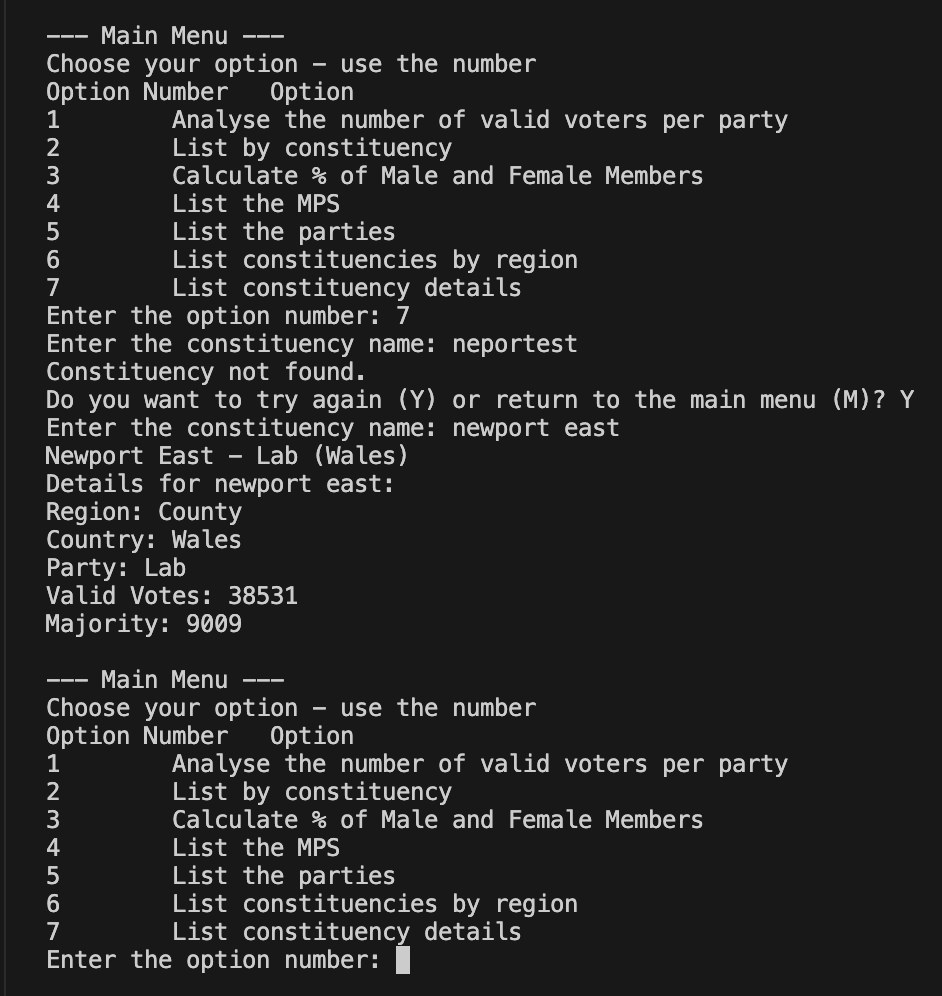 --- Main Menu ---
Choose your option - use the number
Option Number   Option
1        Analyse the number of valid voters per party
2        List by constituency
3        Calculate % of Male and Female Members
4        List the MPS
5        List the parties
6        List constituencies by region
7        List constituency details
Enter the option number: 7
Enter the constituency name: neportest
Constituency not found.
Do you want to try again (Y) or return to the main menu (M)? Y
Enter the constituency name: newport east
Newport East - Lab (Wales)
Details for newport east:
Region: County
Country: Wales
Party: Lab
Valid Votes: 38531
Majority: 9009

--- Main Menu ---
Choose your option - use the number
Option Number   Option
1        Analyse the number of valid voters per party
2        List by constituency
3        Calculate % of Male and Female Members
4        List the MPS
5        List the parties
6        List constituencies by region
7        List constituency details
Enter the option number: